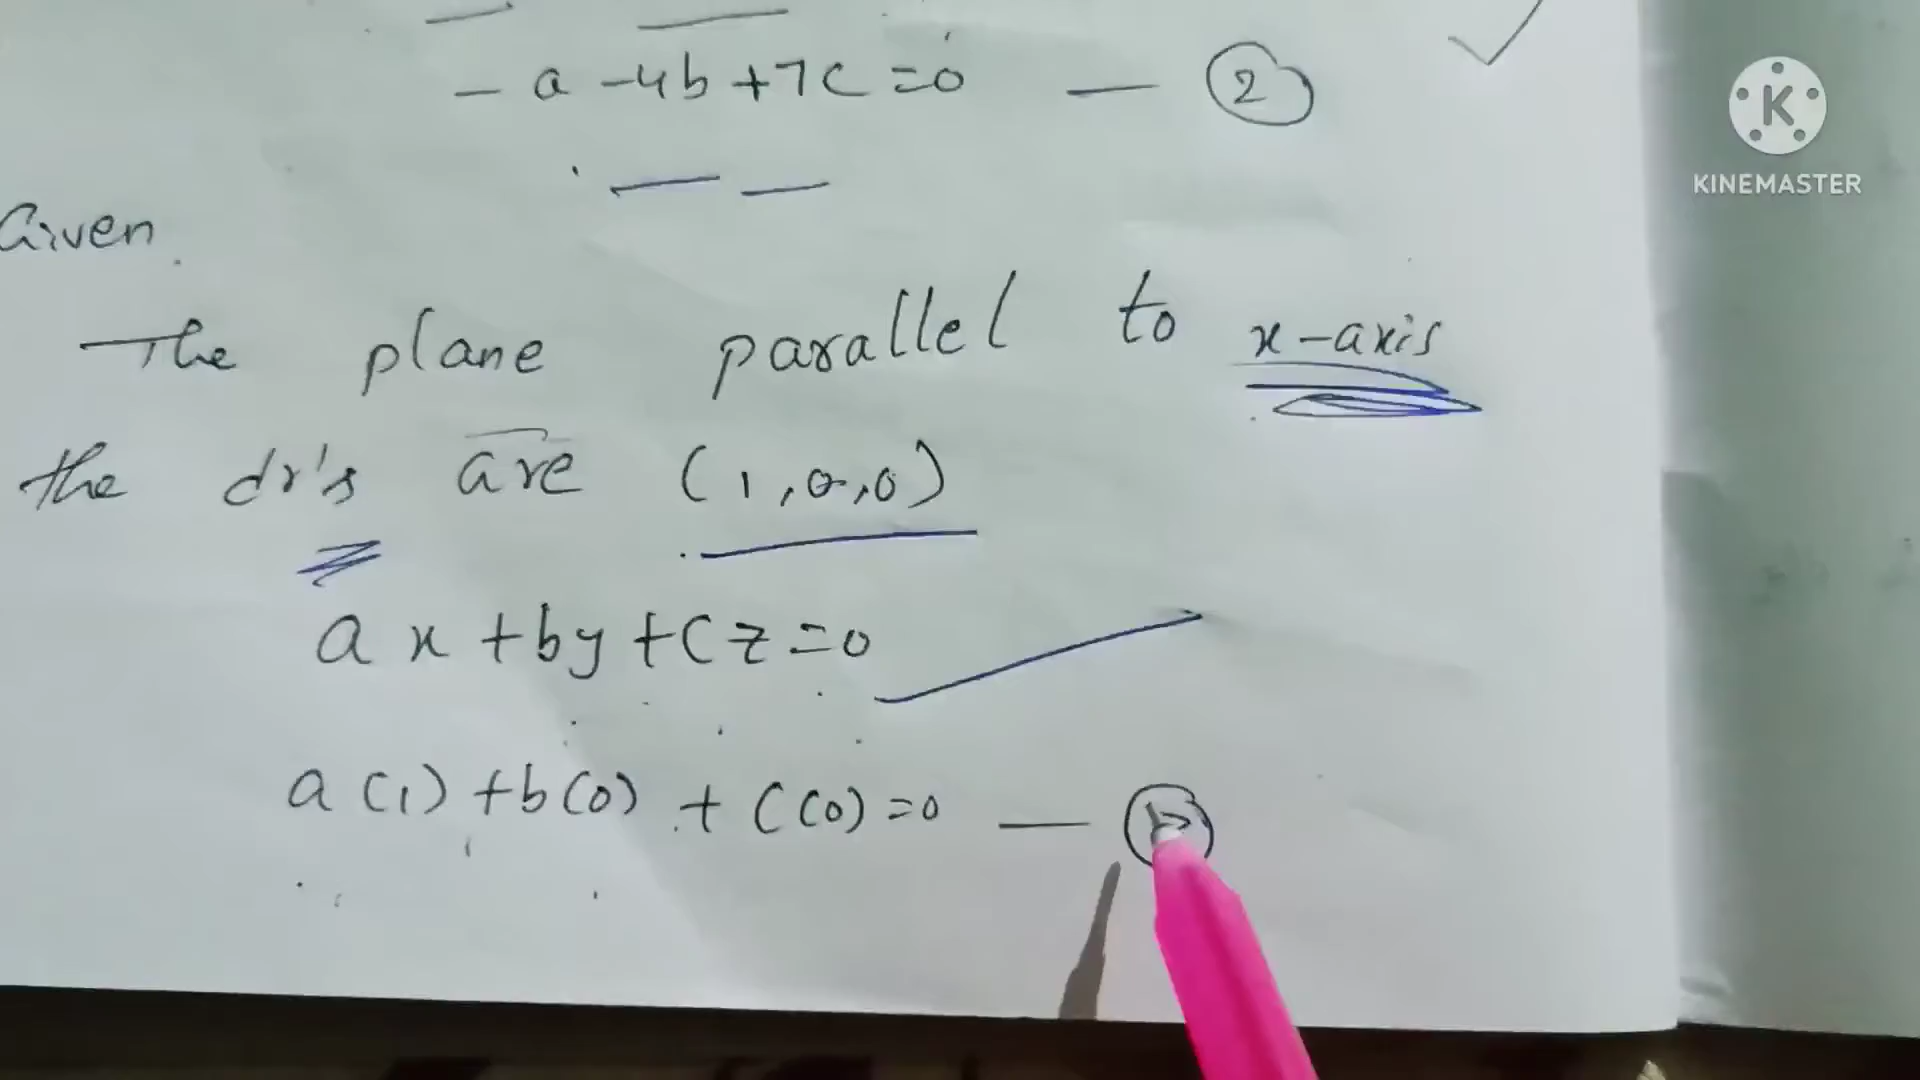 - a - 4b + 7c = 0 — 2
K
KINEMASTER
Given
The plane parallel to x-axis
the dr's are (1,0,0)
ax + by + cz = 0
a(1) + b(0) + c(0) = 0 —